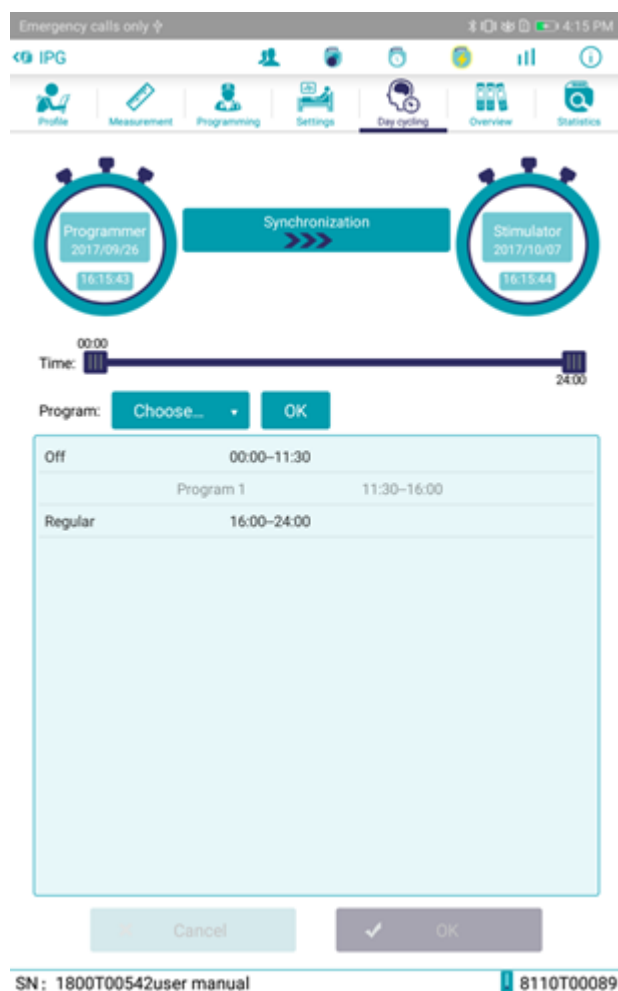 Emergency calls only 4:15 PM
IPG
Profile Measurement Programming Settings Day cycling Overview Statistics
Synchronization
Programmer
2017/09/26
16:15:43
Stimulator
2017/10/07
16:15:44
00:00
Time:
24:00
Program: Choose... OK
Off 00:00–11:30
Program 1 11:30–16:00
Regular 16:00–24:00
Cancel OK
SN: 1800T00542user manual 8110T00089